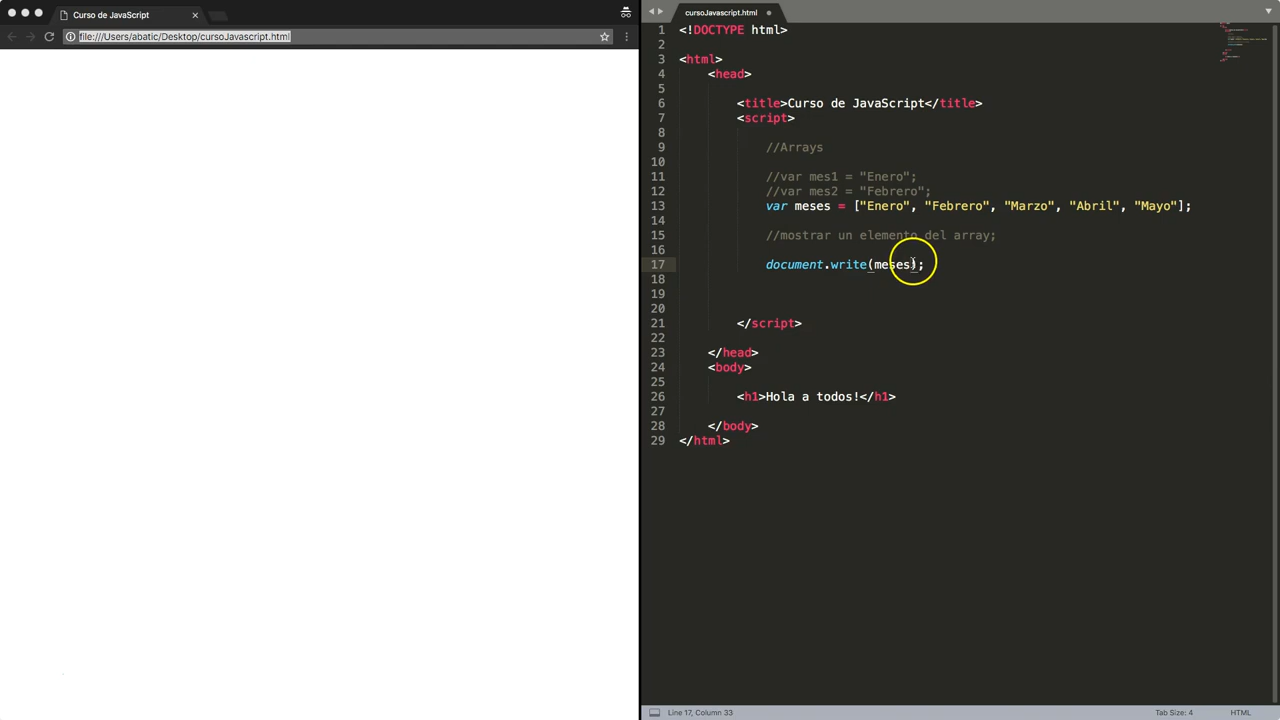 Curso de JavaScript
file:///Users/abatic/Desktop/cursoJavascript.html
cursoJavascript.html
1 <!DOCTYPE html>
2
3 <html>
4 <head>
5
6 <title>Curso de JavaScript</title>
7 <script>
8
9 //Arrays
10
11 //var mes1 = "Enero";
12 //var mes2 = "Febrero";
13 var meses = ["Enero", "Febrero", "Marzo", "Abril", "Mayo"];
14
15 //mostrar un elemento del array;
16
17 document.write(meses);
18
19
20
21 </script>
22
23 </head>
24 <body>
25
26 <h1>Hola a todos!</h1>
27
28 </body>
29 </html>
Line 17, Column 33
Tab Size: 4
HTML